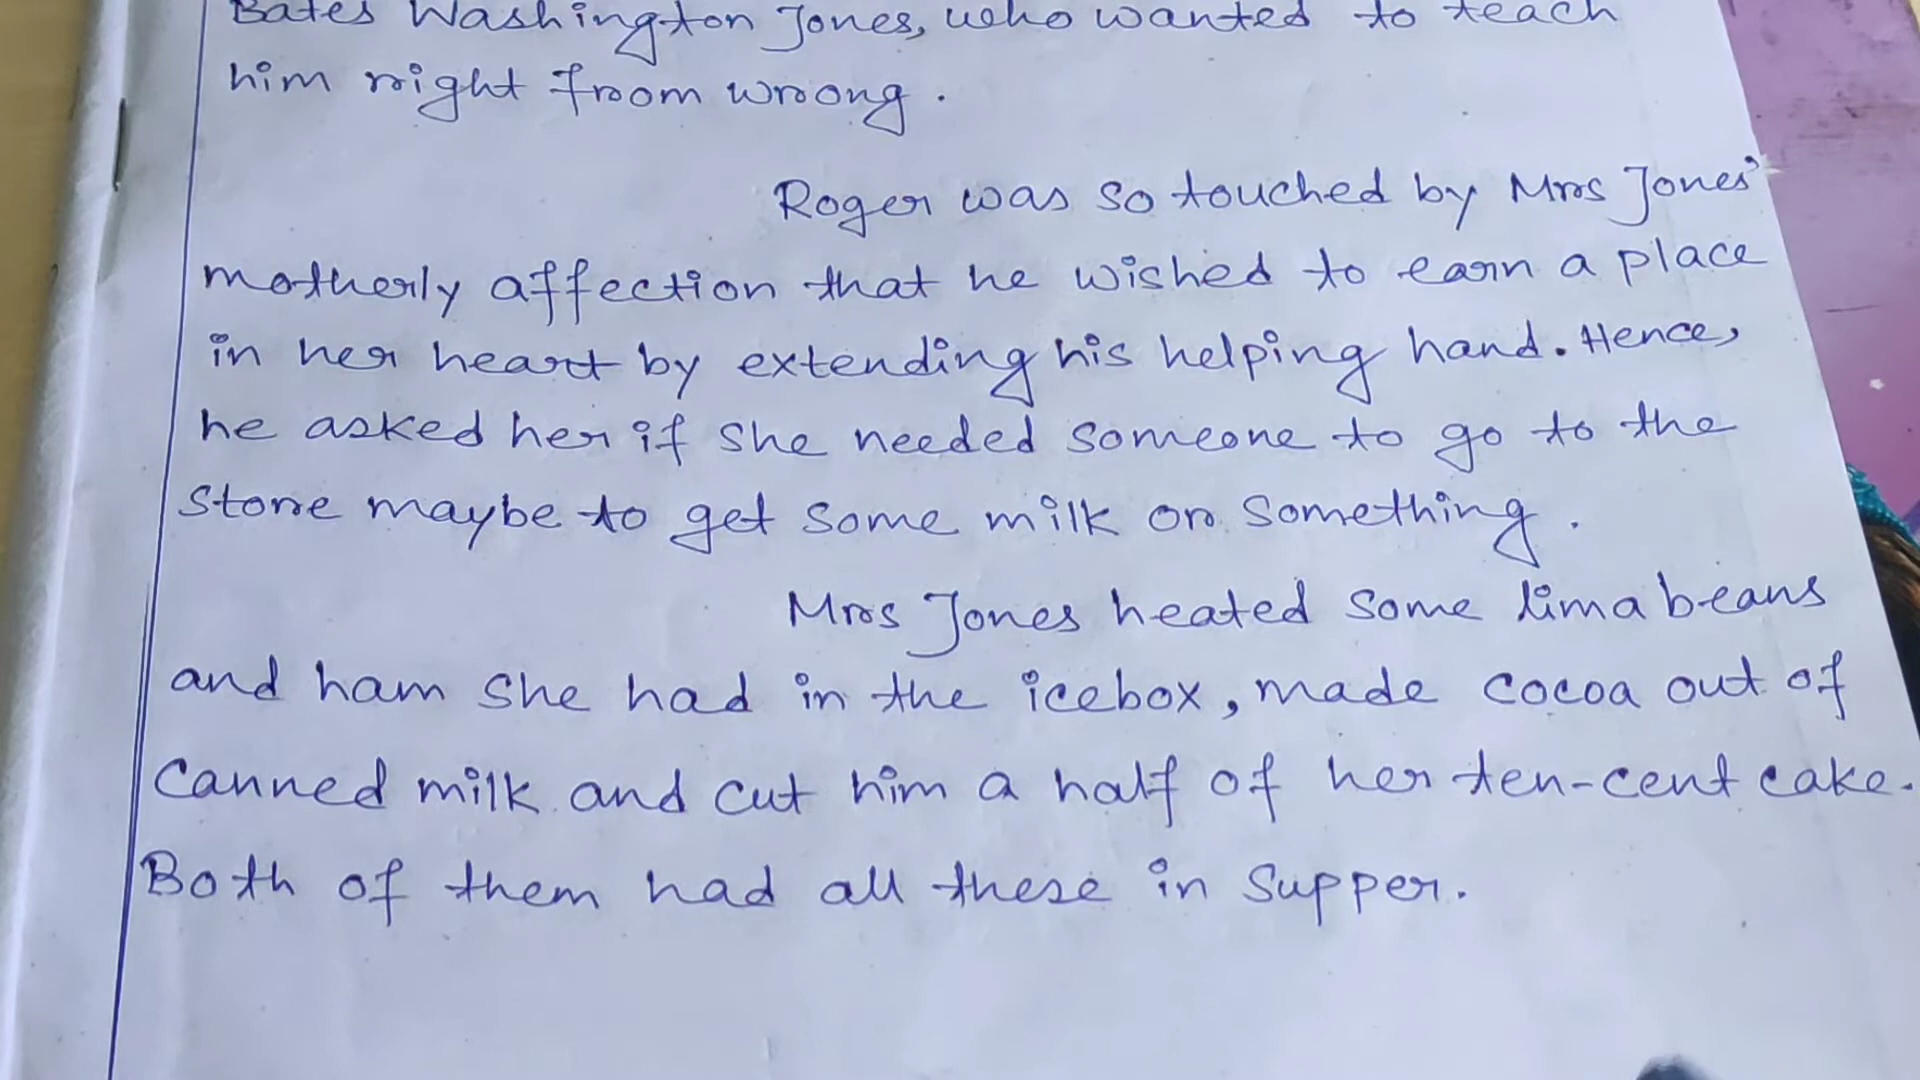 Bates Washington Jones, who wanted to teach
him right from wrong.
Roger was so touched by Mrs Jones'
motherly affection that he wished to earn a place
in her heart by extending his helping hand. Hence,
he asked her if she needed someone to go to the
store maybe to get some milk or something.
Mrs Jones heated some lima beans
and ham she had in the icebox, made cocoa out of
canned milk and cut him a half of her ten-cent cake.
Both of them had all these in supper.